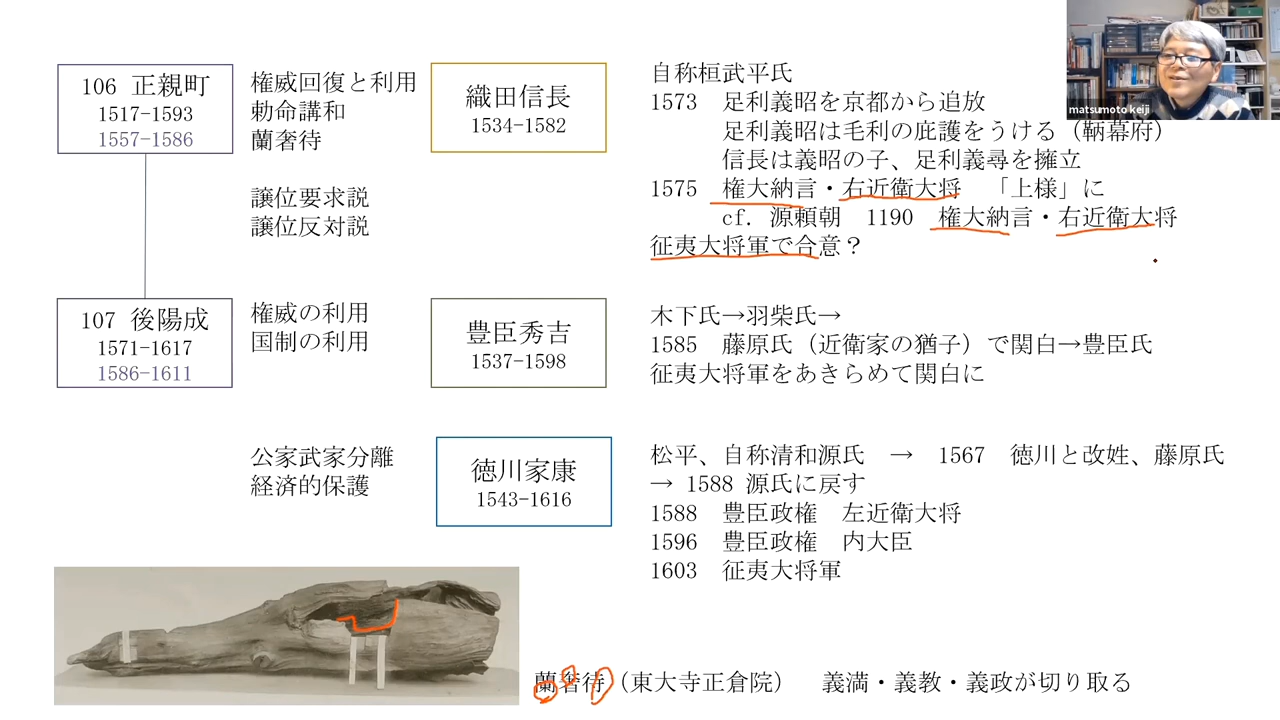 matsumoto keiji
106 正親町
1517-1593
1557-1586
権威回復と利用
勅命講和
蘭奢待
譲位要求説
譲位反対説
織田信長
1534-1582
自称桓武平氏
1573 足利義昭を京都から追放
足利義昭は毛利の庇護をうける(鞆幕府)
信長は義昭の子、足利義尋を擁立
1575 権大納言・右近衛大将 「上様」に
cf. 源頼朝 1190 権大納言・右近衛大将
征夷大将軍で合意?
107 後陽成
1571-1617
1586-1611
権威の利用
国制の利用
豊臣秀吉
1537-1598
木下氏→羽柴氏→
1585 藤原氏(近衛家の猶子)で関白→豊臣氏
征夷大将軍をあきらめて関白に
公家武家分離
経済的保護
徳川家康
1543-1616
松平、自称清和源氏 → 1567 徳川と改姓、藤原氏
→ 1588 源氏に戻す
1588 豊臣政権 左近衛大将
1596 豊臣政権 内大臣
1603 征夷大将軍
蘭奢待(東大寺正倉院) 義満・義教・義政が切り取る